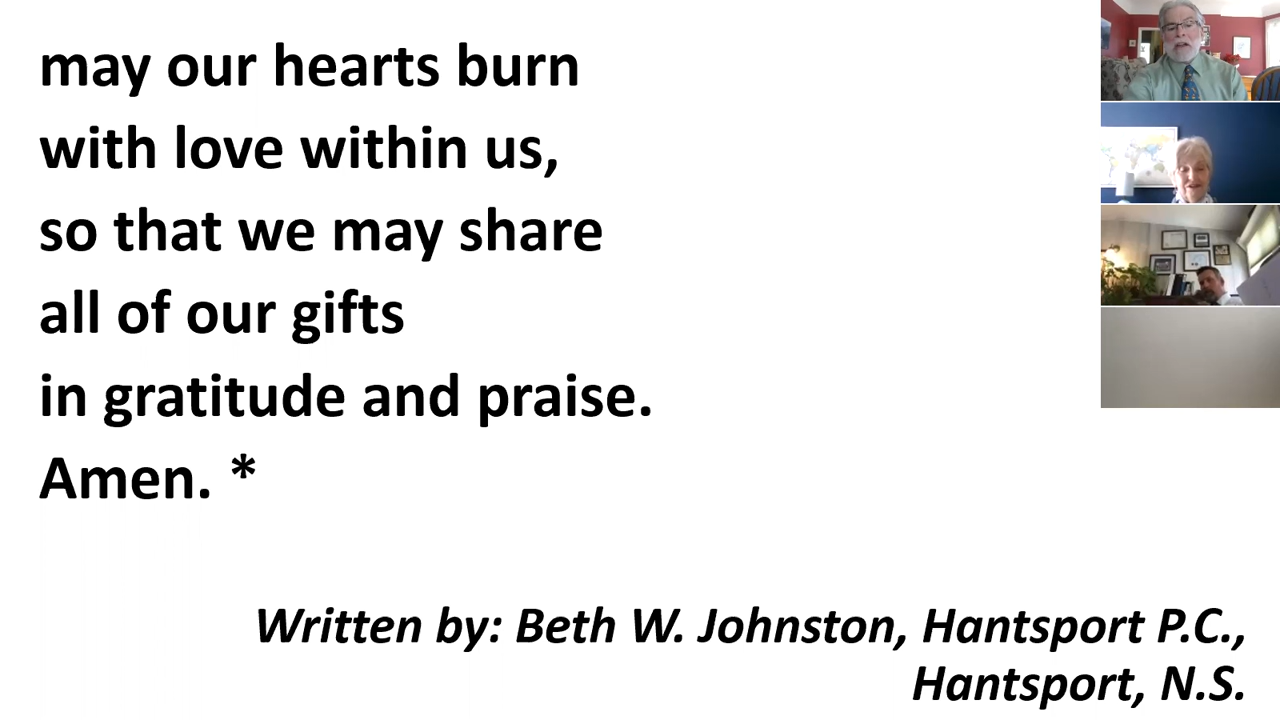 may our hearts burn
with love within us,
so that we may share
all of our gifts
in gratitude and praise.
Amen. *
Written by: Beth W. Johnston, Hantsport P.C.,
Hantsport, N.S.